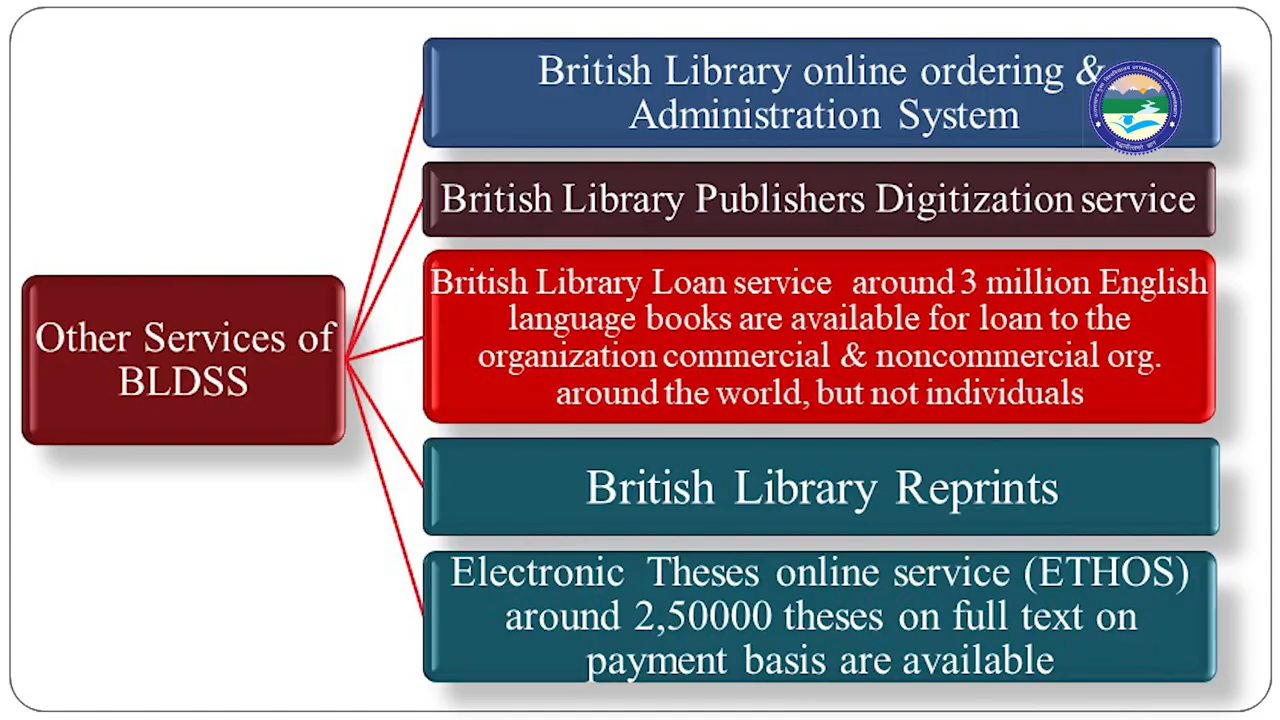 British Library online ordering &
Administration System
British Library Publishers Digitization service
British Library Loan service around 3 million English
language books are available for loan to the
organization commercial & noncommercial org.
around the world, but not individuals
Other Services of
BLDSS
British Library Reprints
Electronic Theses online service (ETHOS)
around 2,50000 theses on full text on
payment basis are available
UTTARAKHAND OPEN UNIVERSITY